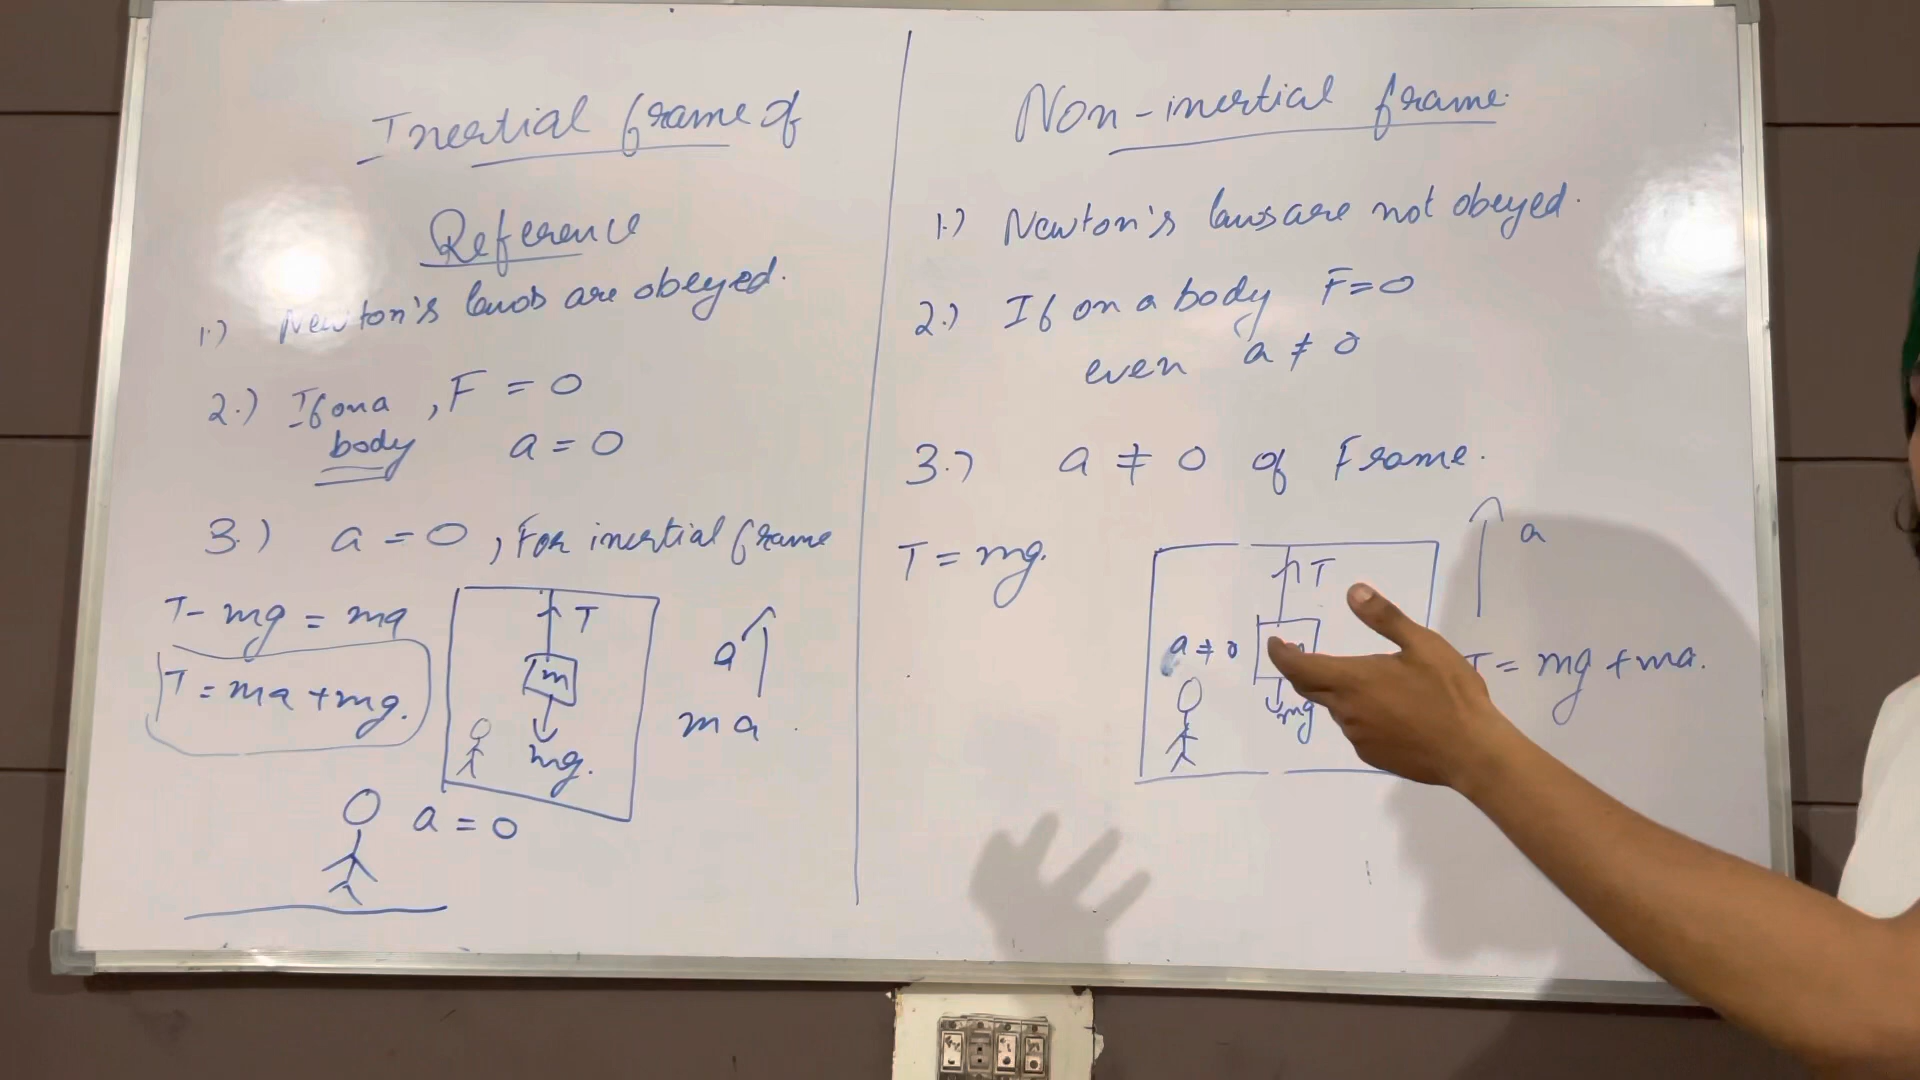 Inertial frame of
Reference
1.) Newton's laws are obeyed.
2.) If on a body, F = 0
a = 0
3.) a = 0, For inertial frame
T - mg = ma
T = ma + mg.
T
m
mg.
a
ma
a = 0
Non-inertial frame.
1.) Newton's laws are not obeyed.
2.) If on a body F = 0
even a ≠ 0
3.) a ≠ 0 of Frame.
T = mg.
T
a ≠ 0
mg
a
T = mg + ma.